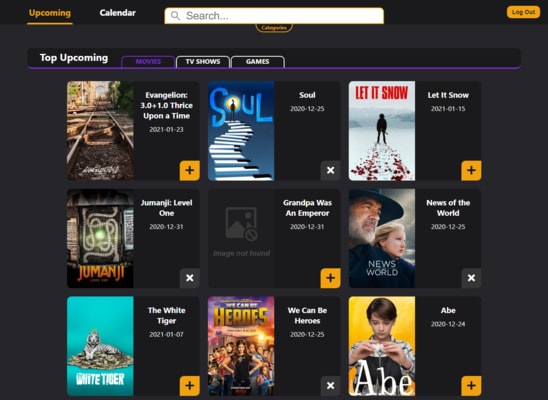 Upcoming
Calendar
Search...
Log Out
Categories
Top Upcoming
MOVIES
TV SHOWS
GAMES
Evangelion:
3.0+1.0 Thrice
Upon a Time
2021-01-23
SOUL
Soul
2020-12-25
LET IT SNOW
Let It Snow
2021-01-15
JUMANJI
Jumanji: Level
One
2020-12-31
Image not found
Grandpa Was
An Emperor
2020-12-31
NEWS OF
THE WORLD
News of the
World
2020-12-25
THE WHITE TIGER
The White
Tiger
2021-01-07
WE CAN BE
HEROES
We Can Be
Heroes
2020-12-25
Abe
Abe
2020-12-24